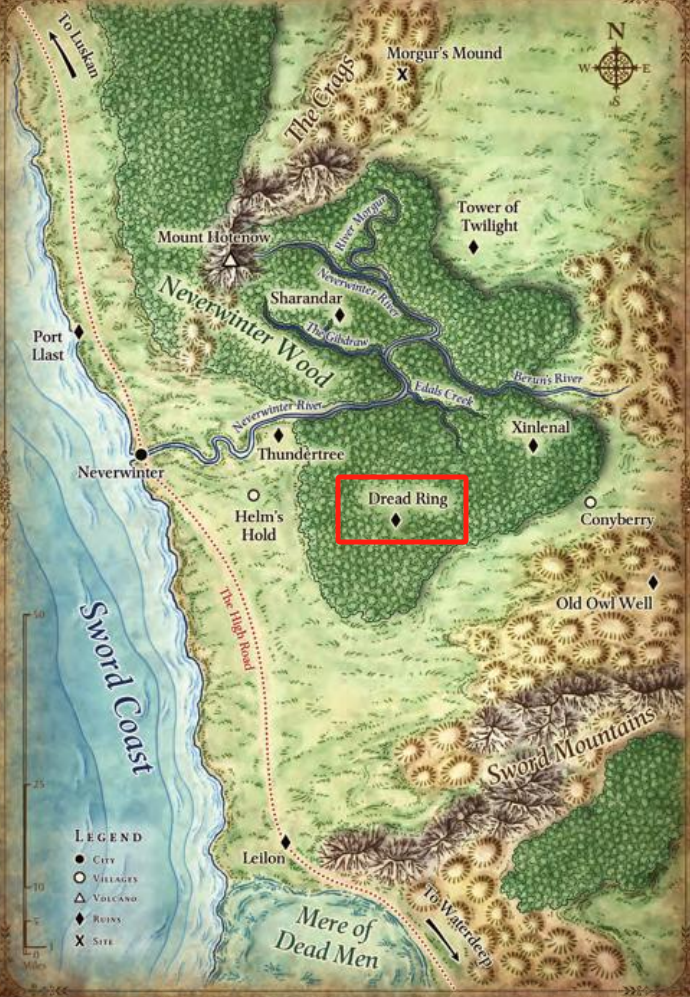 To Luskan
N
W
E
S
Morgur's Mound
The Crags
Tower of
Twilight
River Morgur
Mount Hotenow
Neverwinter River
Sharandar
Neverwinter Wood
The Gibdraw
Port
Llast
Berun's River
Edals Creek
Neverwinter River
Xinlenal
Thundertree
Neverwinter
Dread Ring
Helm's
Hold
Conyberry
Old Owl Well
50
The High Road
Sword Coast
Sword Mountains
25
LEGEND
CITY
VILLAGES
VOLCANO
RUINS
SITE
Leilon
10
5
1
0
Miles
To Waterdeep
Mere of
Dead Men